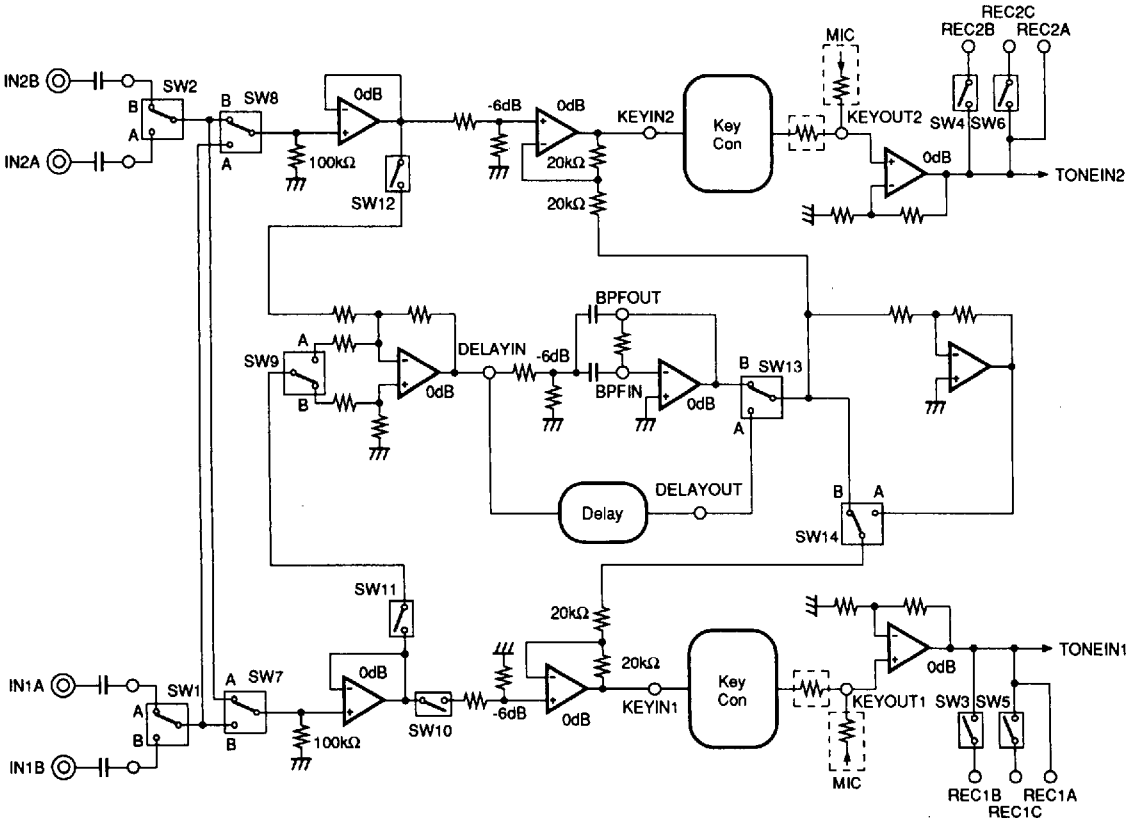 REC2C
REC2B REC2A
MIC
IN2B
B SW2
B SW8
0dB
-6dB 0dB
KEYIN2
Key
Con
KEYOUT2
A
A
SW4 SW6
0dB
IN2A
100kΩ
20kΩ
TONEIN2
SW12
20kΩ
BPFOUT
A
SW9
DELAYIN
-6dB
B SW13
B
0dB
BPFIN
0dB
A
DELAYOUT
B A
Delay
SW14
SW11
20kΩ
0dB
TONEIN1
IN1A
A SW7
0dB
20kΩ
Key
Con
0dB
SW1
A
-6dB
0dB
KEYIN1
KEYOUT1
SW3 SW5
B
B
100kΩ
SW10
IN1B
MIC
REC1B REC1A
REC1C